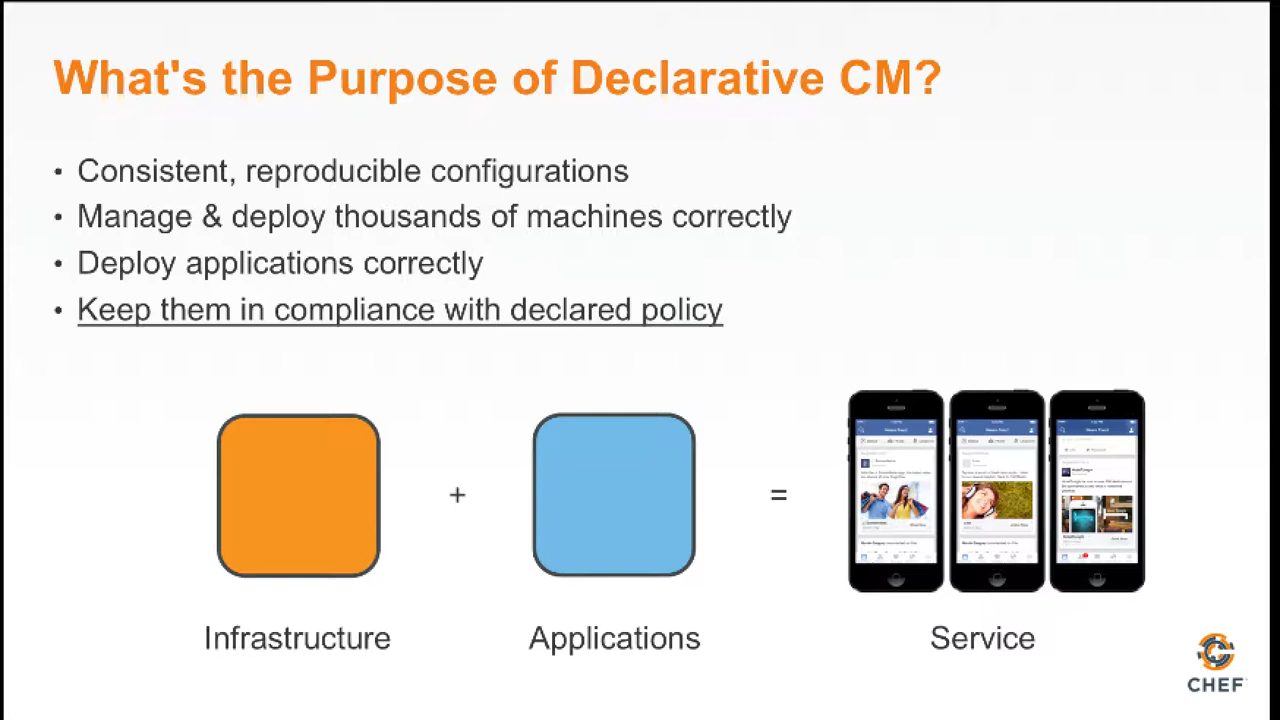 What's the Purpose of Declarative CM?
• Consistent, reproducible configurations
• Manage & deploy thousands of machines correctly
• Deploy applications correctly
• Keep them in compliance with declared policy
+
=
Infrastructure
Applications
Service
CHEF